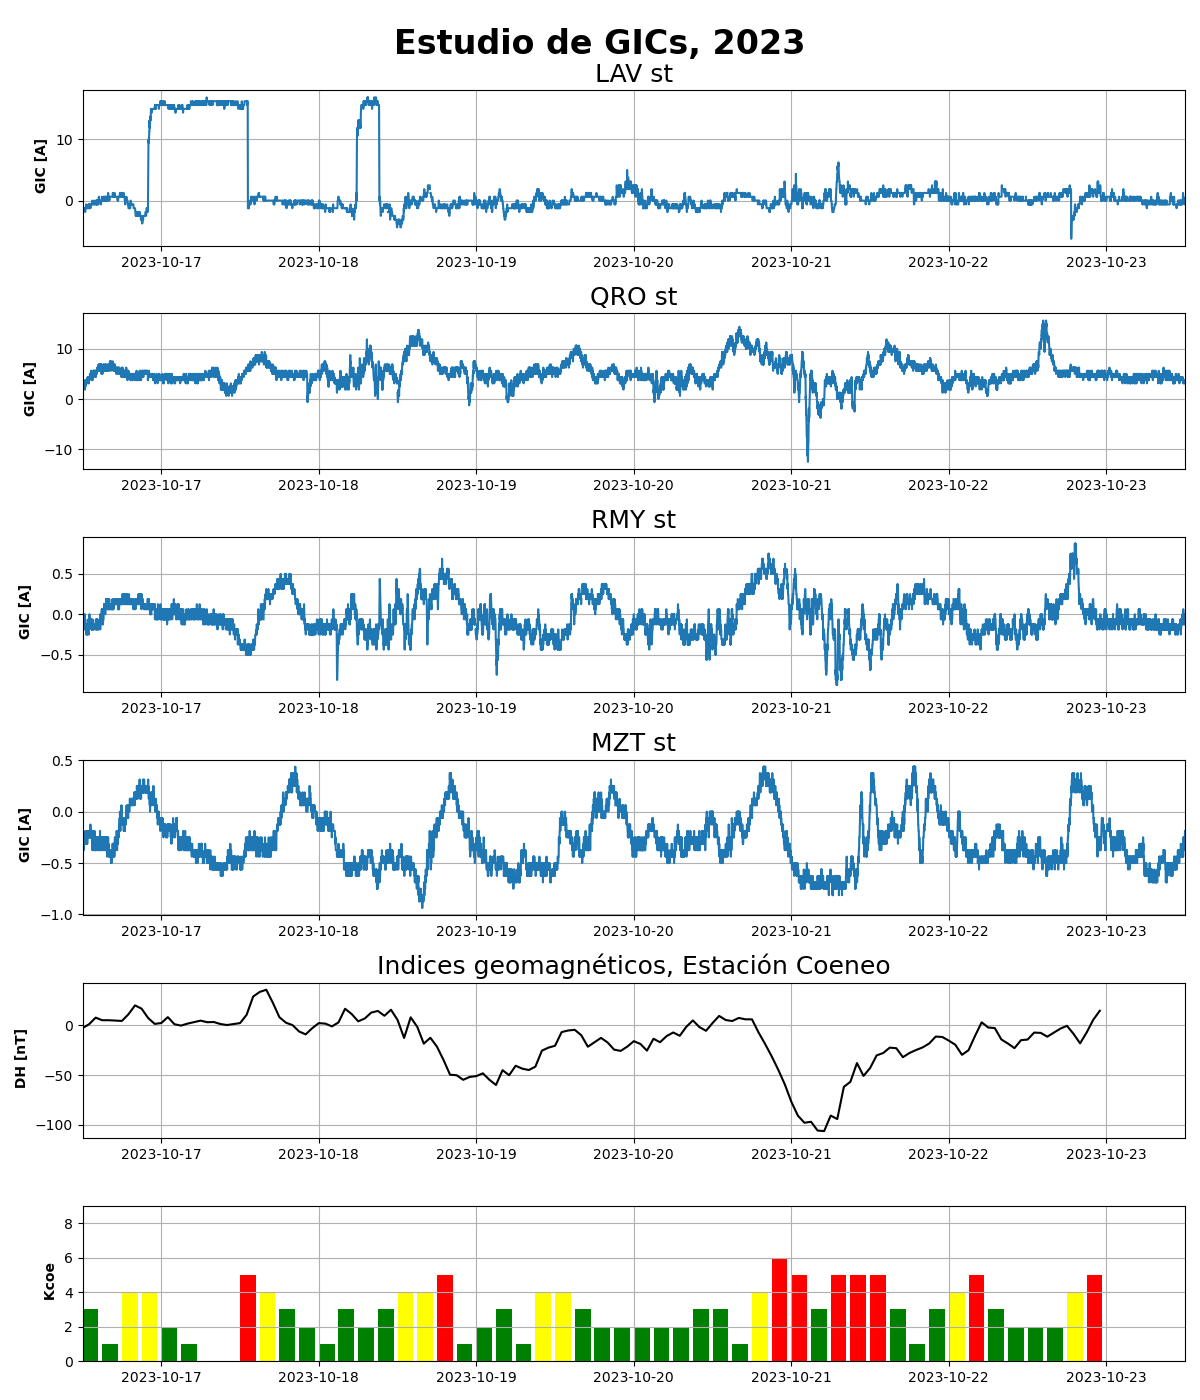 Estudio de GICs, 2023
LAV st
GIC [A]
10
0
2023-10-17 2023-10-18 2023-10-19 2023-10-20 2023-10-21 2023-10-22 2023-10-23
QRO st
GIC [A]
10
0
−10
2023-10-17 2023-10-18 2023-10-19 2023-10-20 2023-10-21 2023-10-22 2023-10-23
RMY st
GIC [A]
0.5
0.0
−0.5
2023-10-17 2023-10-18 2023-10-19 2023-10-20 2023-10-21 2023-10-22 2023-10-23
MZT st
GIC [A]
0.5
0.0
−0.5
−1.0
2023-10-17 2023-10-18 2023-10-19 2023-10-20 2023-10-21 2023-10-22 2023-10-23
Indices geomagnéticos, Estación Coeneo
DH [nT]
0
−50
−100
2023-10-17 2023-10-18 2023-10-19 2023-10-20 2023-10-21 2023-10-22 2023-10-23
Kcoe
8
6
4
2
0
2023-10-17 2023-10-18 2023-10-19 2023-10-20 2023-10-21 2023-10-22 2023-10-23